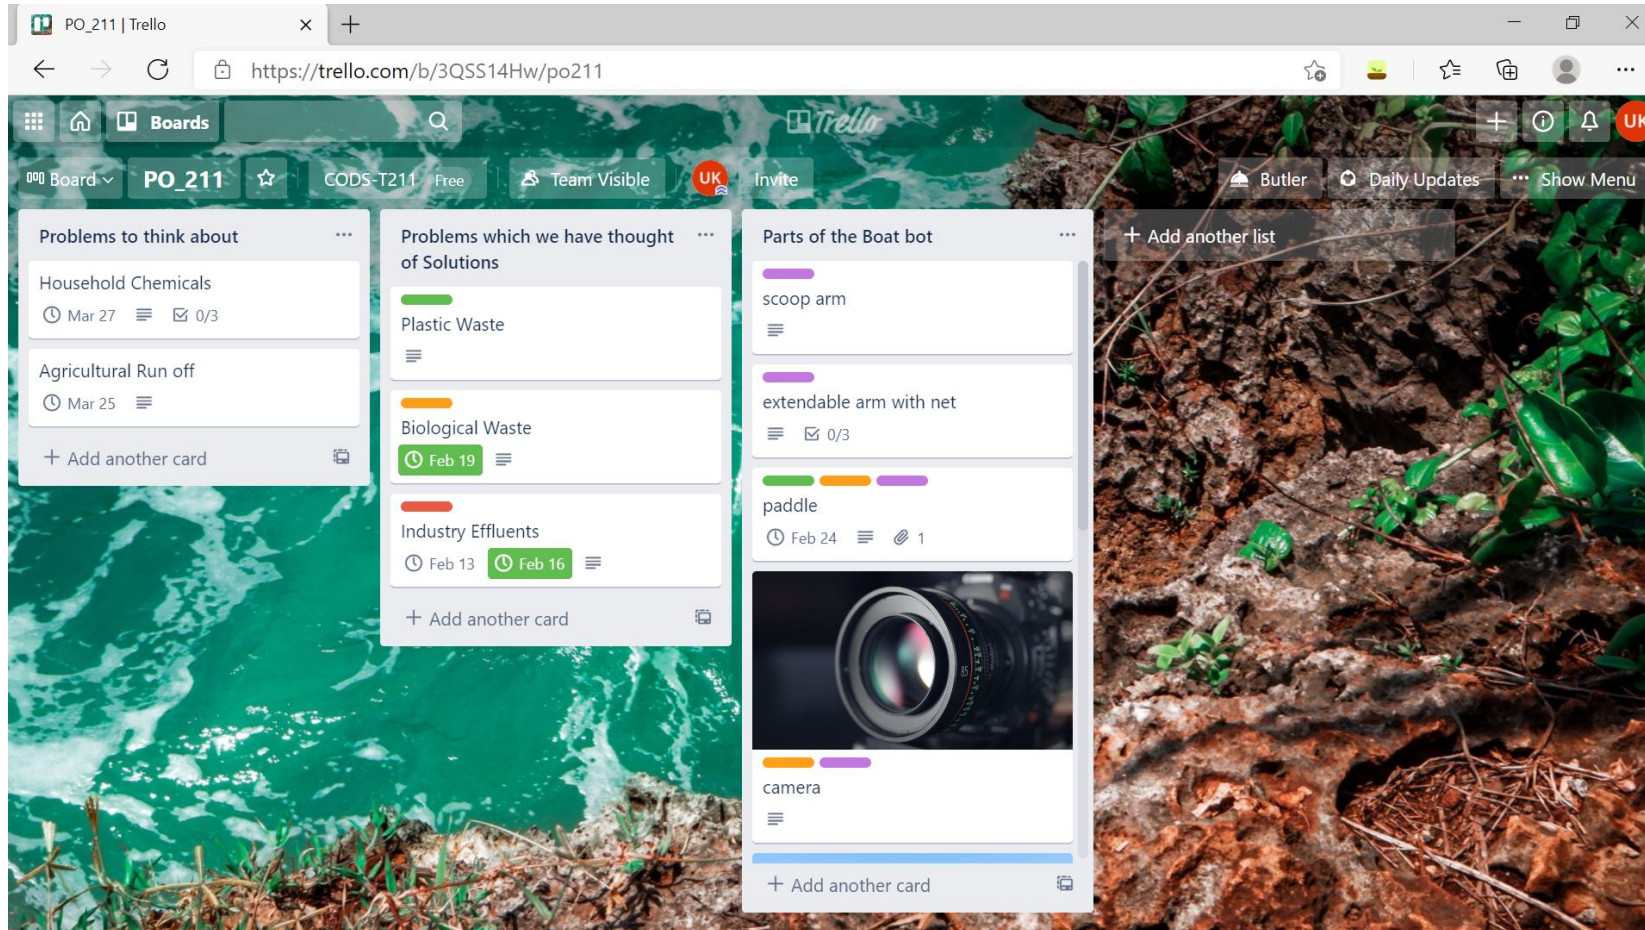 PO_211 | Trello
https://trello.com/b/3QSS14Hw/po211
Boards
Trello
UK
Board
PO_211
CODS-T211 Free
Team Visible
UK
Invite
Butler
Daily Updates
Show Menu
Problems to think about
Household Chemicals
Mar 27 0/3
Agricultural Run off
Mar 25
Add another card
Problems which we have thought
of Solutions
Plastic Waste
Biological Waste
Feb 19
Industry Effluents
Feb 13 Feb 16
Add another card
Parts of the Boat bot
scoop arm
extendable arm with net
0/3
paddle
Feb 24 1
camera
Add another card
Add another list